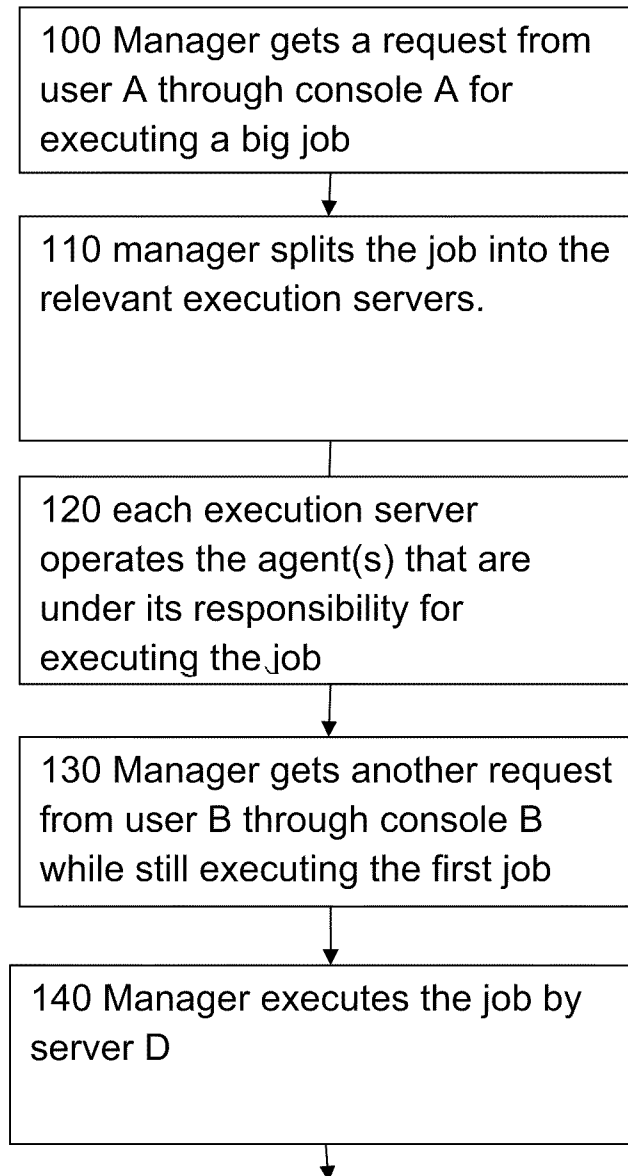 100 Manager gets a request from
user A through console A for
executing a big job
110 manager splits the job into the
relevant execution servers.
120 each execution server
operates the agent(s) that are
under its responsibility for
executing the job
130 Manager gets another request
from user B through console B
while still executing the first job
140 Manager executes the job by
server D